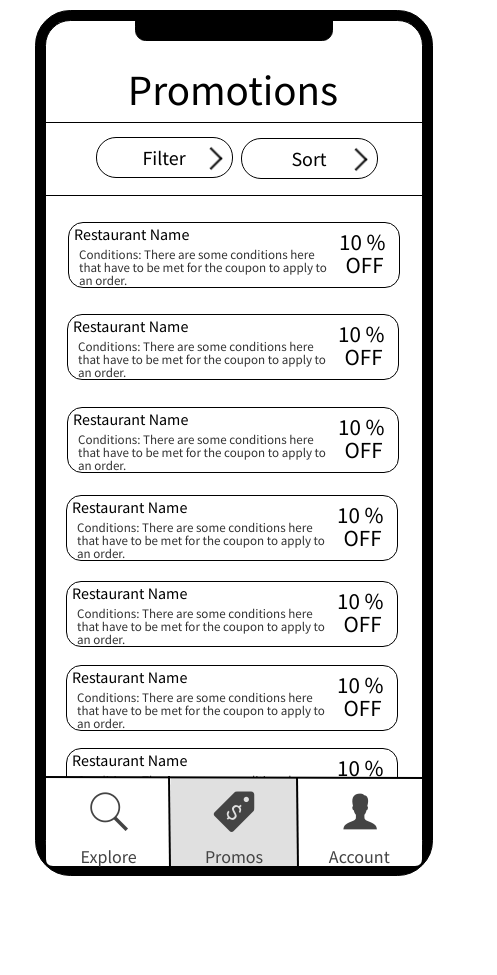 Promotions
Filter
Sort
Restaurant Name
Conditions: There are some conditions here
that have to be met for the coupon to apply to
an order.
10 %
OFF
Restaurant Name
Conditions: There are some conditions here
that have to be met for the coupon to apply to
an order.
10 %
OFF
Restaurant Name
Conditions: There are some conditions here
that have to be met for the coupon to apply to
an order.
10 %
OFF
Restaurant Name
Conditions: There are some conditions here
that have to be met for the coupon to apply to
an order.
10 %
OFF
Restaurant Name
Conditions: There are some conditions here
that have to be met for the coupon to apply to
an order.
10 %
OFF
Restaurant Name
Conditions: There are some conditions here
that have to be met for the coupon to apply to
an order.
10 %
OFF
Restaurant Name
10 %
$
Explore
Promos
Account